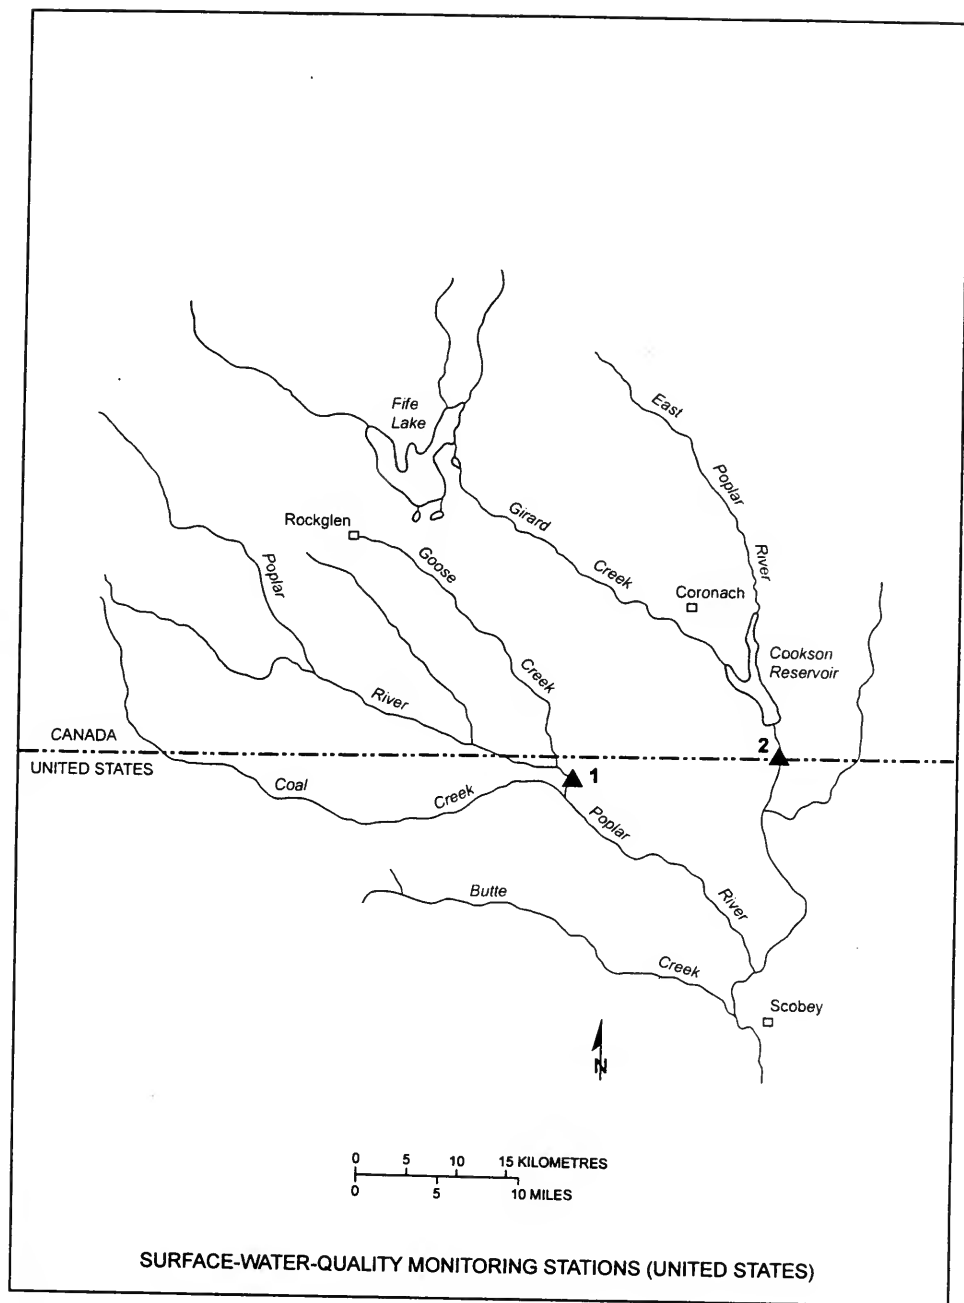 Fife
Lake
East
Poplar
River
Rockglen
Goose
Creek
Girard
Creek
Coronach
Cookson
Reservoir
Poplar
River
CANADA
UNITED STATES
1
2
Coal
Creek
Poplar
River
Butte
Creek
Scobey
N
0 5 10 15 KILOMETRES
0 5 10 MILES
SURFACE-WATER-QUALITY MONITORING STATIONS (UNITED STATES)